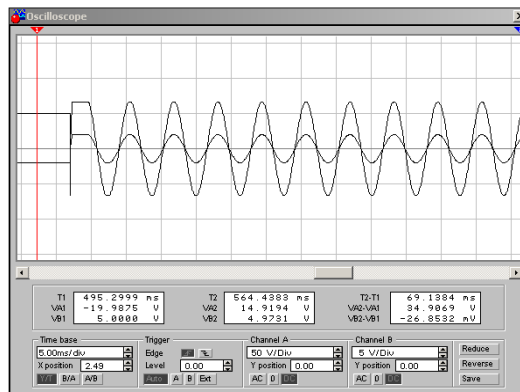 Oscilloscope
1
T1 495.2999 ms T2 564.4383 ms T2-T1 69.1384 ms
VA1 -19.9875 V VA2 14.9194 V VA2-VA1 34.9069 V
VB1 5.0000 V VB2 4.9731 V VB2-VB1 -26.8532 mV
Time base Trigger Channel A Channel B
5.00ms/div Edge 50 V/Div 5 V/Div Reduce
X position 2.49 Level 0.00 Y position 0.00 Y position 0.00 Reverse
Y/T B/A A/B Auto A B Ext AC 0 DC AC 0 DC Save